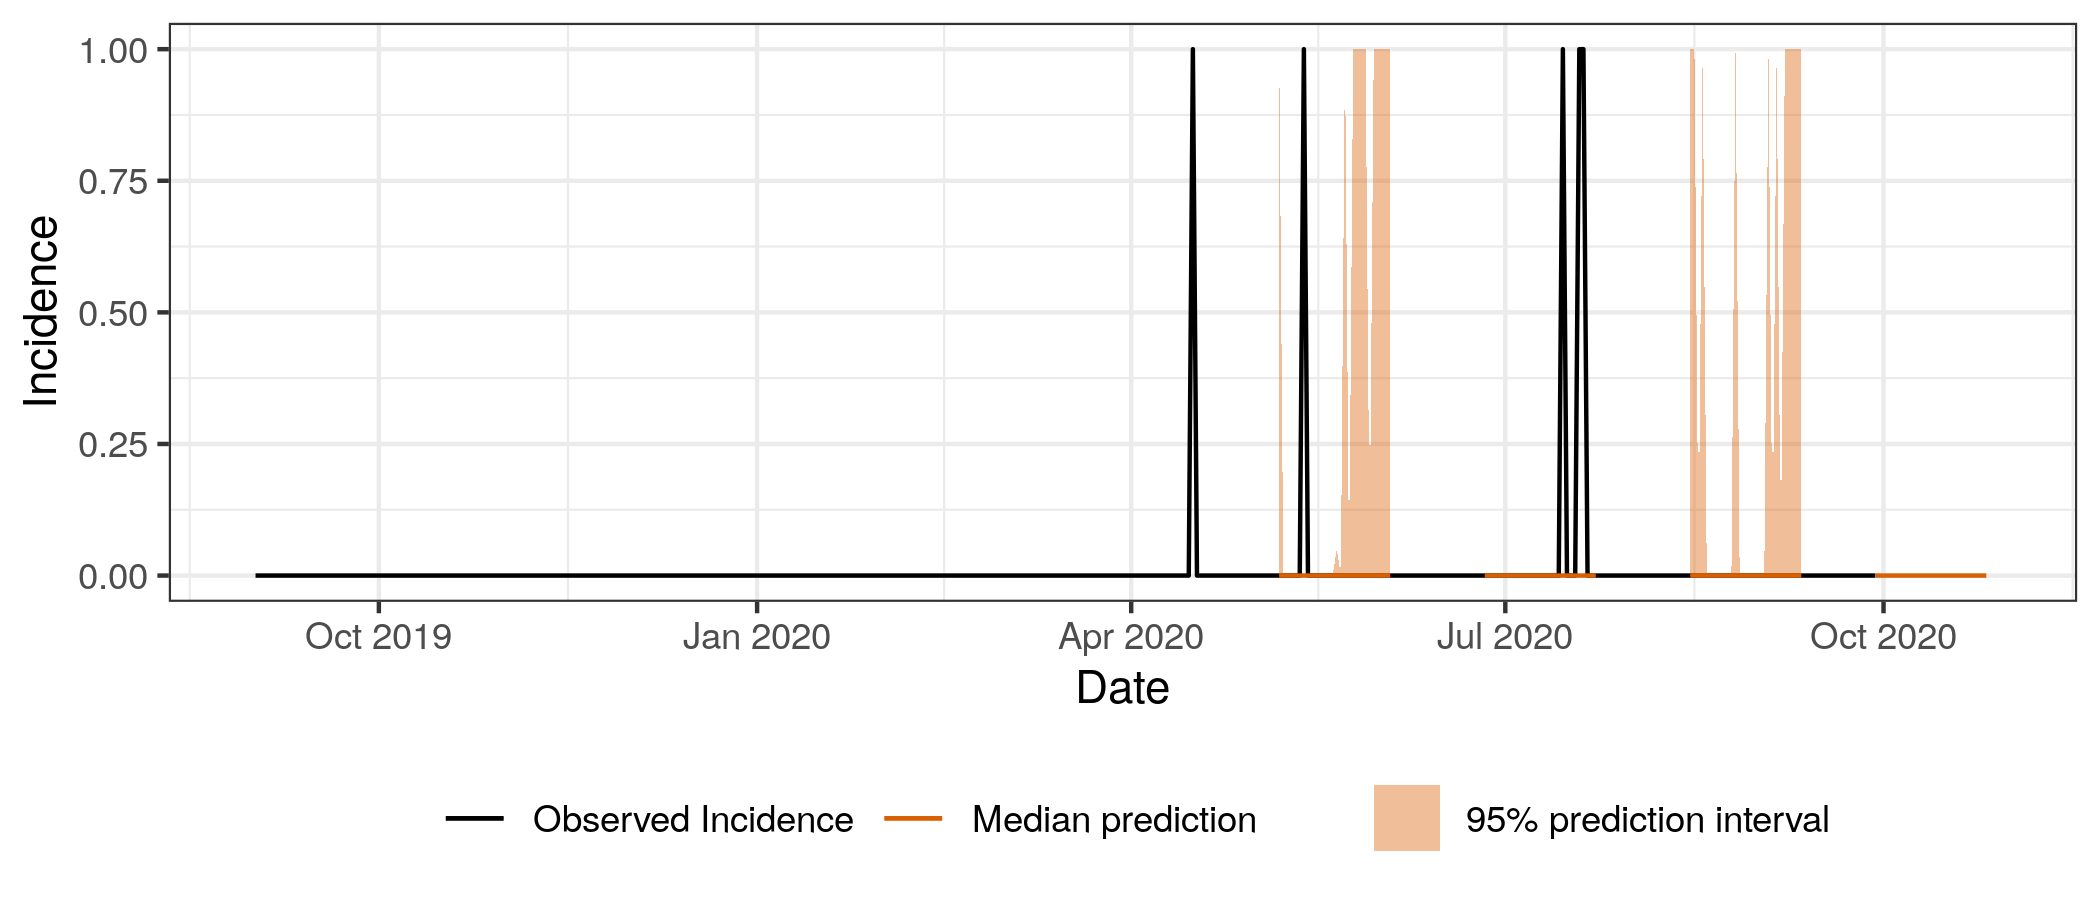 1.00
0.75
0.50
0.25
0.00
Incidence
Oct 2019 Jan 2020 Apr 2020 Jul 2020 Oct 2020
Date
Observed Incidence Median prediction 95% prediction interval